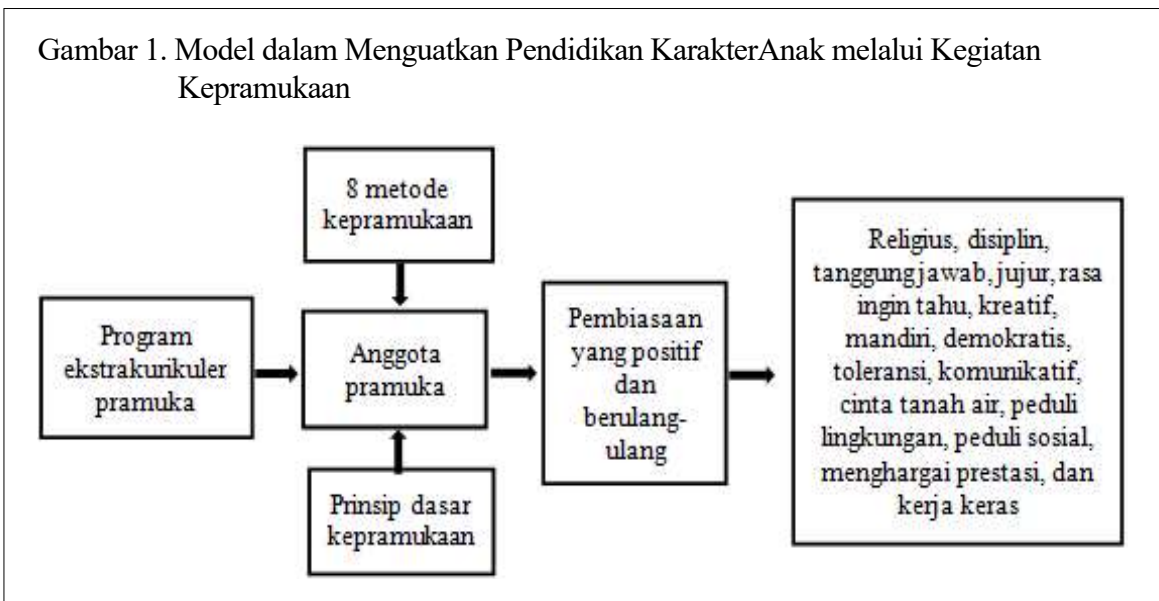 Gambar 1. Model dalam Menguatkan Pendidikan KarakterAnak melalui Kegiatan
Kepramukaan
8 metode
kepramukaan
Program
ekstrakurikuler
pramuka
Anggota
pramuka
Prinsip dasar
kepramukaan
Pembiasaan
yang positif
dan
berulang-
ulang
Religius, disiplin,
tanggung jawab, jujur, rasa
ingin tahu, kreatif,
mandiri, demokratis,
toleransi, komunikatif,
cinta tanah air, peduli
lingkungan, peduli sosial,
menghargai prestasi, dan
kerja keras